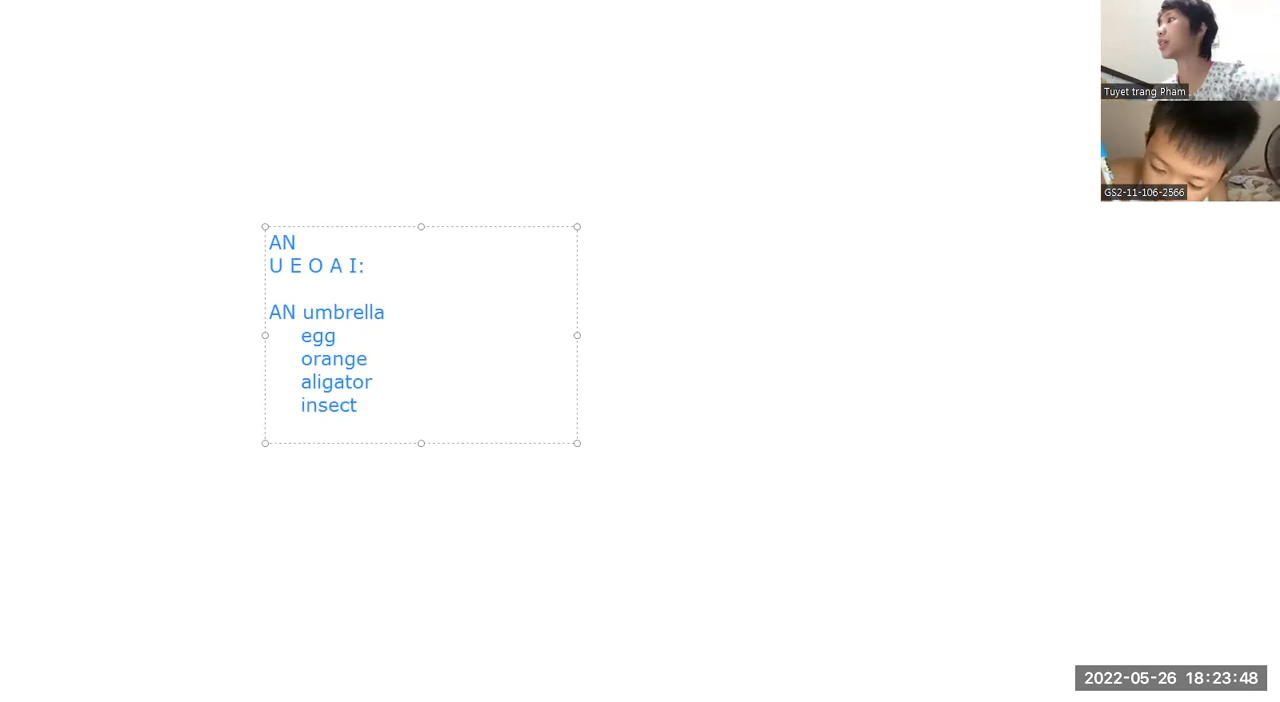 Tuyet trang Pham
GS2-11-106-2566
AN
U E O A I:
AN umbrella
egg
orange
aligator
insect
2022-05-26 18:23:48